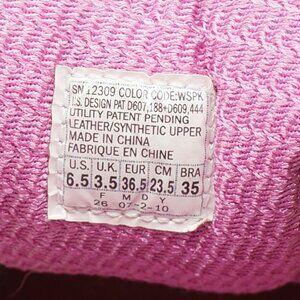 SN 12309 COLOR CODE:WSPK
U.S. DESIGN PAT D607,188+D609,444
UTILITY PATENT PENDING
LEATHER/SYNTHETIC UPPER
MADE IN CHINA
FABRIQUE EN CHINE
U.S. U.K. EUR CM BRA
6.5 3.5 36.5 23.5 35
F M D Y
26 07-2-10